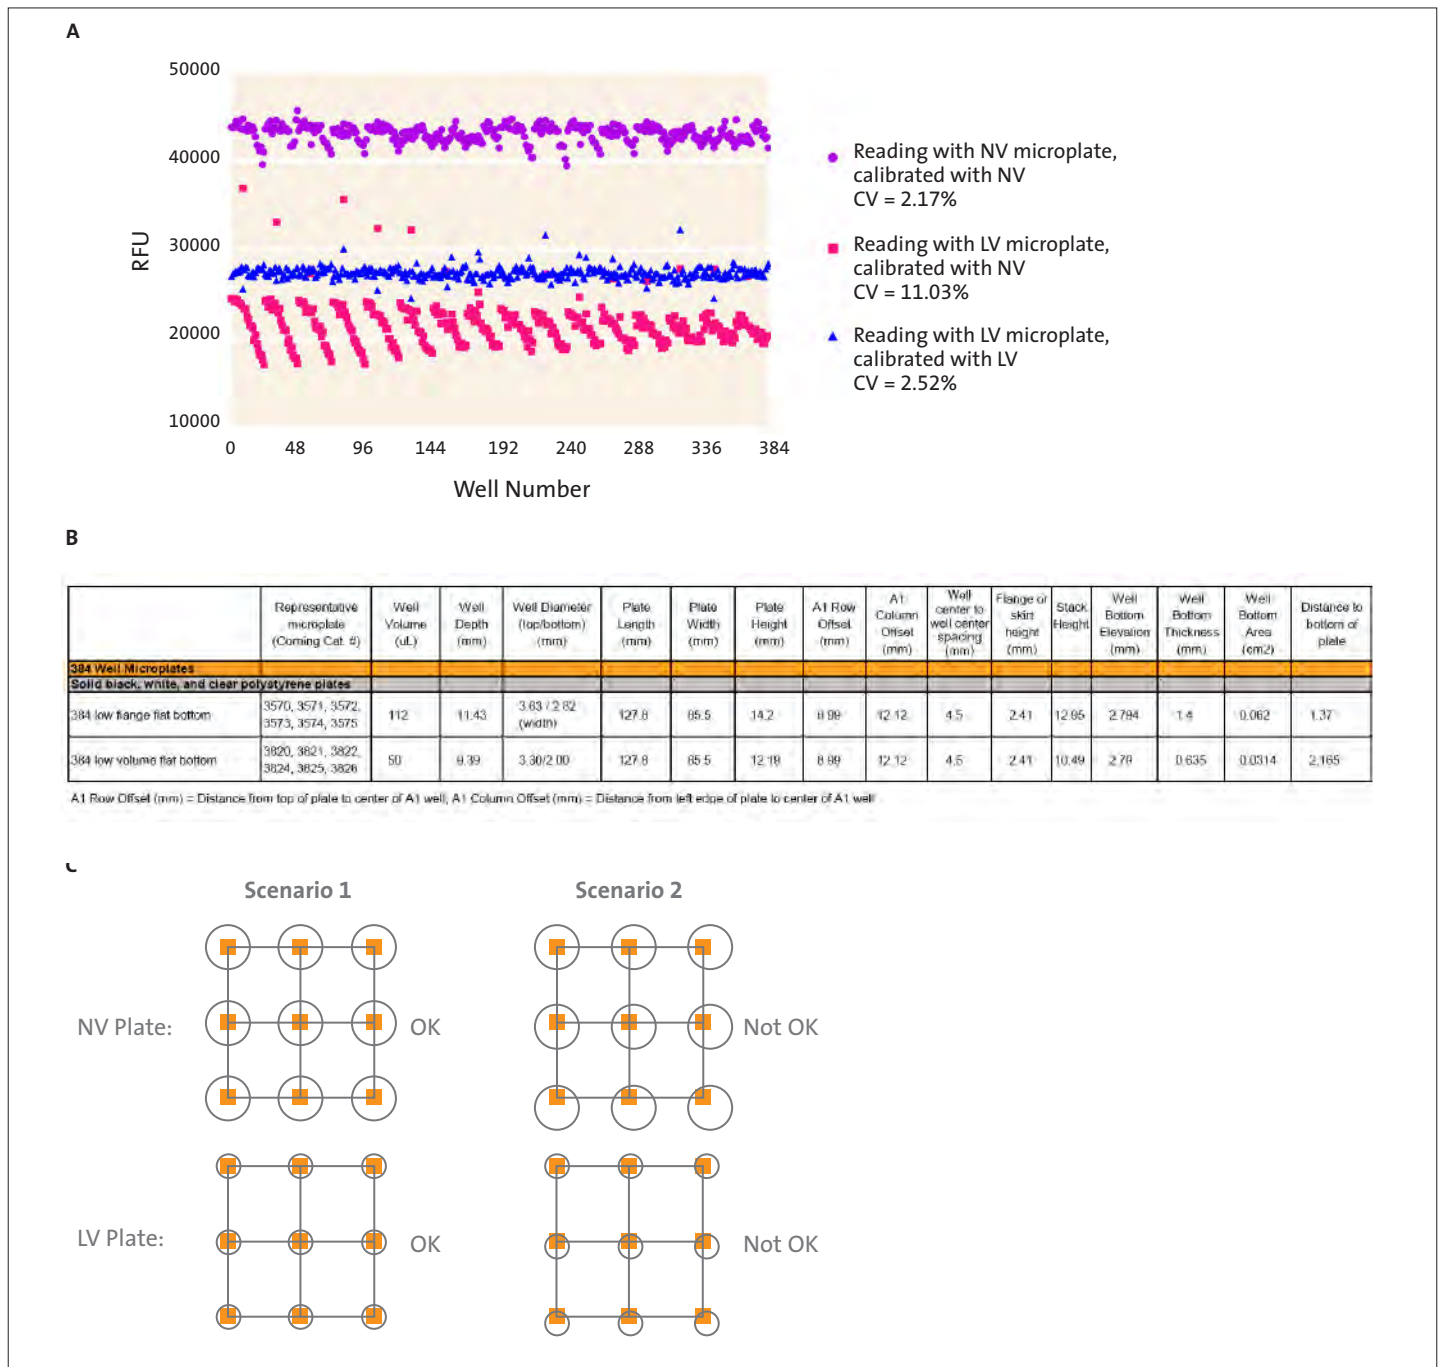 A
50000
40000
30000
20000
10000
RFU
0 48 96 144 192 240 288 336 384
Well Number
Reading with NV microplate,
calibrated with NV
CV = 2.17%
Reading with LV microplate,
calibrated with NV
CV = 11.03%
Reading with LV microplate,
calibrated with LV
CV = 2.52%
B
Representative microplate (Corning Cat. #) Well Volume (uL) Well Depth (mm) Well Diameter (top/bottom) (mm) Plate Length (mm) Plate Width (mm) Plate Height (mm) A1 Row Offset (mm) A1 Column Offset (mm) Well center to well center spacing (mm) Flange or skirt height (mm) Stack Height Well Bottom Elevation (mm) Well Bottom Thickness (mm) Well Bottom Area (cm2) Distance to bottom of plate
384 Well Microplates
Solid black, white, and clear polystyrene plates
384 low flange flat bottom 3570, 3571, 3572, 3573, 3574, 3575 112 11.43 3.63 / 2.82 (width) 127.8 85.5 14.2 8.99 12.12 4.5 2.41 12.95 2.794 1.4 0.062 1.37
384 low volume flat bottom 3820, 3821, 3822, 3824, 3825, 3826 50 9.39 3.30/2.00 127.8 85.5 12.19 8.99 12.12 4.5 2.41 10.49 2.79 0.635 0.0314 2.165
A1 Row Offset (mm) = Distance from top of plate to center of A1 well, A1 Column Offset (mm) = Distance from left edge of plate to center of A1 well
C
Scenario 1 Scenario 2
NV Plate: OK Not OK
LV Plate: OK Not OK